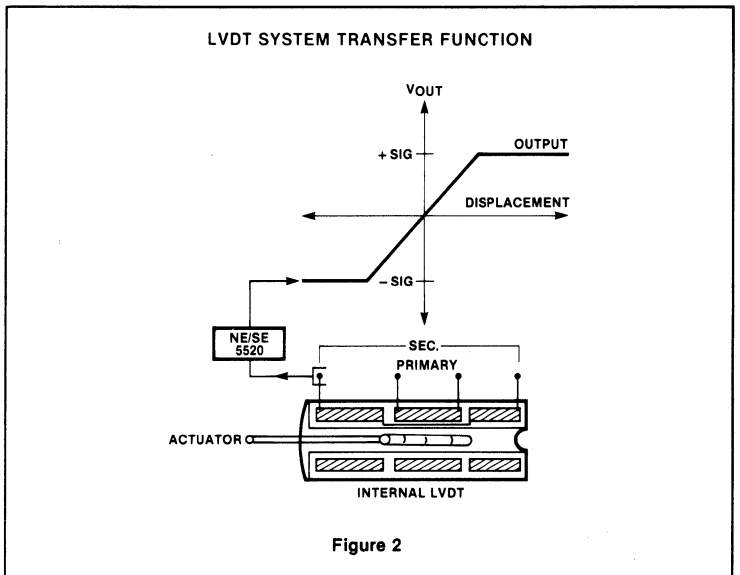 LVDT SYSTEM TRANSFER FUNCTION
VOUT
OUTPUT
+ SIG
DISPLACEMENT
- SIG
NE/SE
5520
SEC.
PRIMARY
ACTUATOR
INTERNAL LVDT
Figure 2